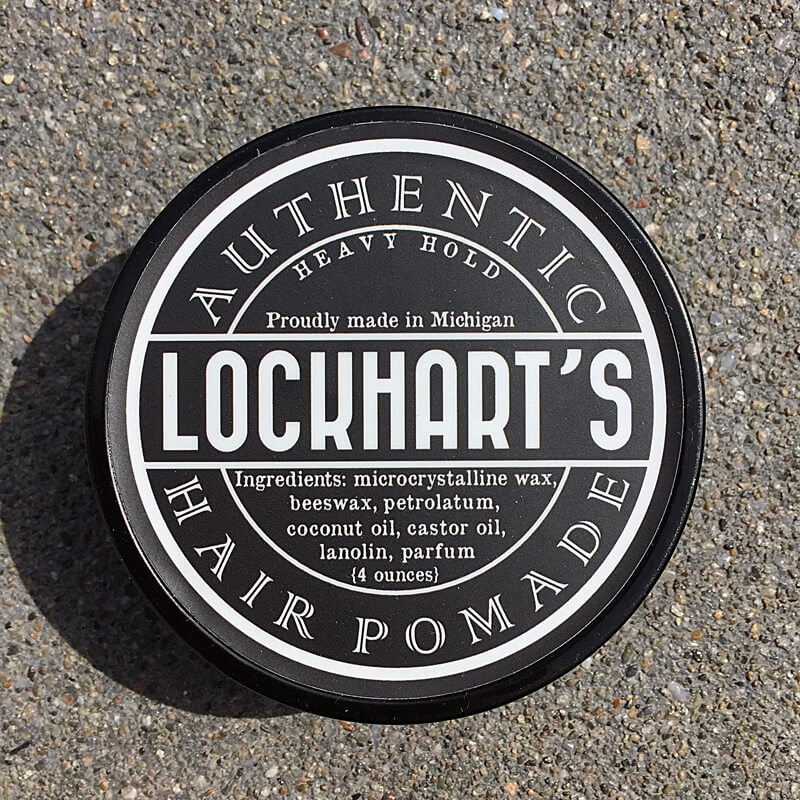 AUTHENTIC
HEAVY HOLD
Proudly made in Michigan
LOCKHART'S
Ingredients: microcrystalline wax,
beeswax, petrolatum,
coconut oil, castor oil,
lanolin, parfum
{4 ounces}
HAIR POMADE